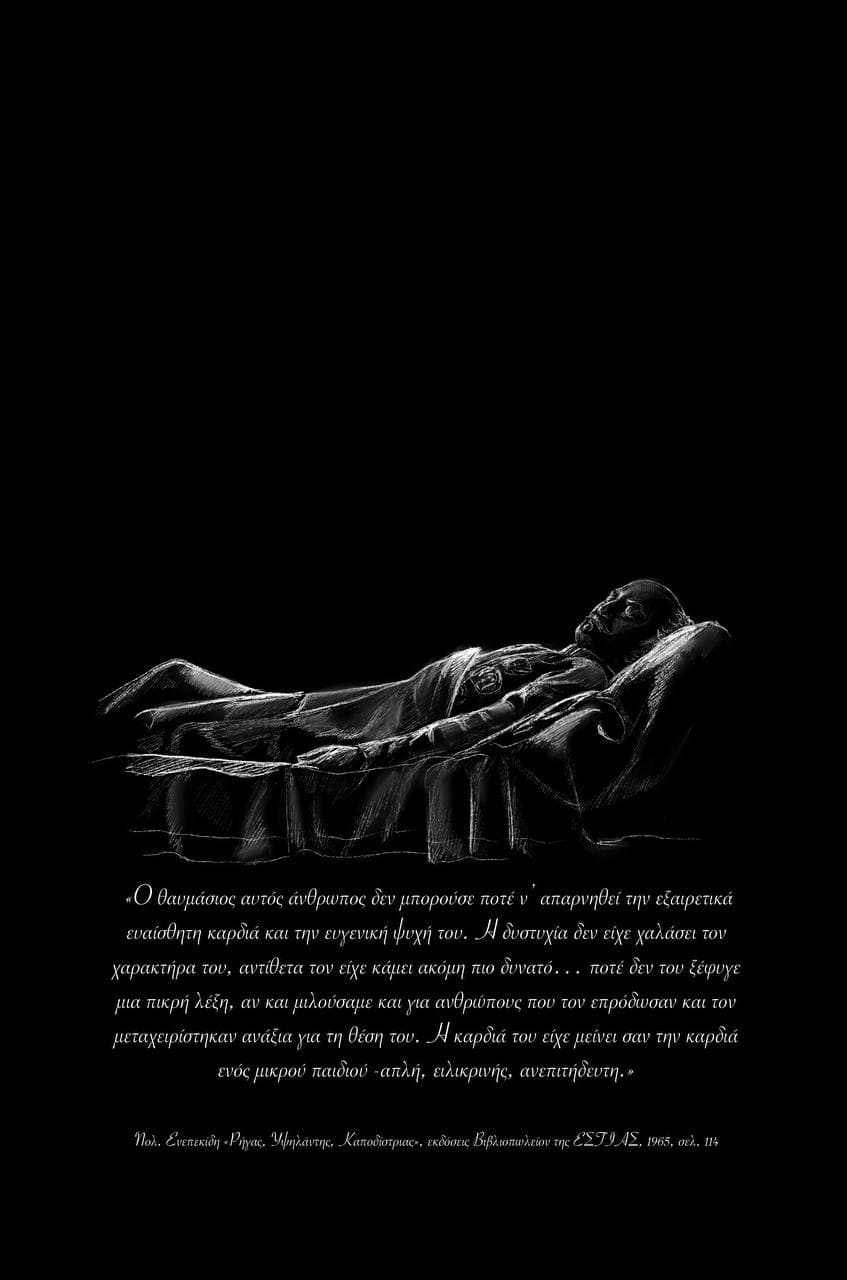 «Ο θαυμάσιος αυτός άνθρωπος δεν μπορούσε ποτέ ν’ απαρνηθεί την εξαιρετικά
ευαίσθητη καρδιά και την ευγενική ψυχή του. Η δυστυχία δεν είχε χαλάσει τον
χαρακτήρα του, αντίθετα τον είχε κάμει ακόμη πιο δυνατό... ποτέ δεν του ξέφυγε
μια πικρή λέξη, αν και μιλούσαμε και για ανθρώπους που τον επρόδωσαν και τον
μεταχειρίστηκαν ανάξια για τη θέση του. Η καρδιά του είχε μείνει σαν την καρδιά
ενός μικρού παιδιού -απλή, ειλικρινής, ανεπιτήδευτη.»
Πολ. Ενεπεκίδη «Ρήγας, Υψηλάντης, Καποδίστριας», εκδόσεις Βιβλιοπωλείον της ΕΣΤΙΑΣ, 1965, σελ. 114